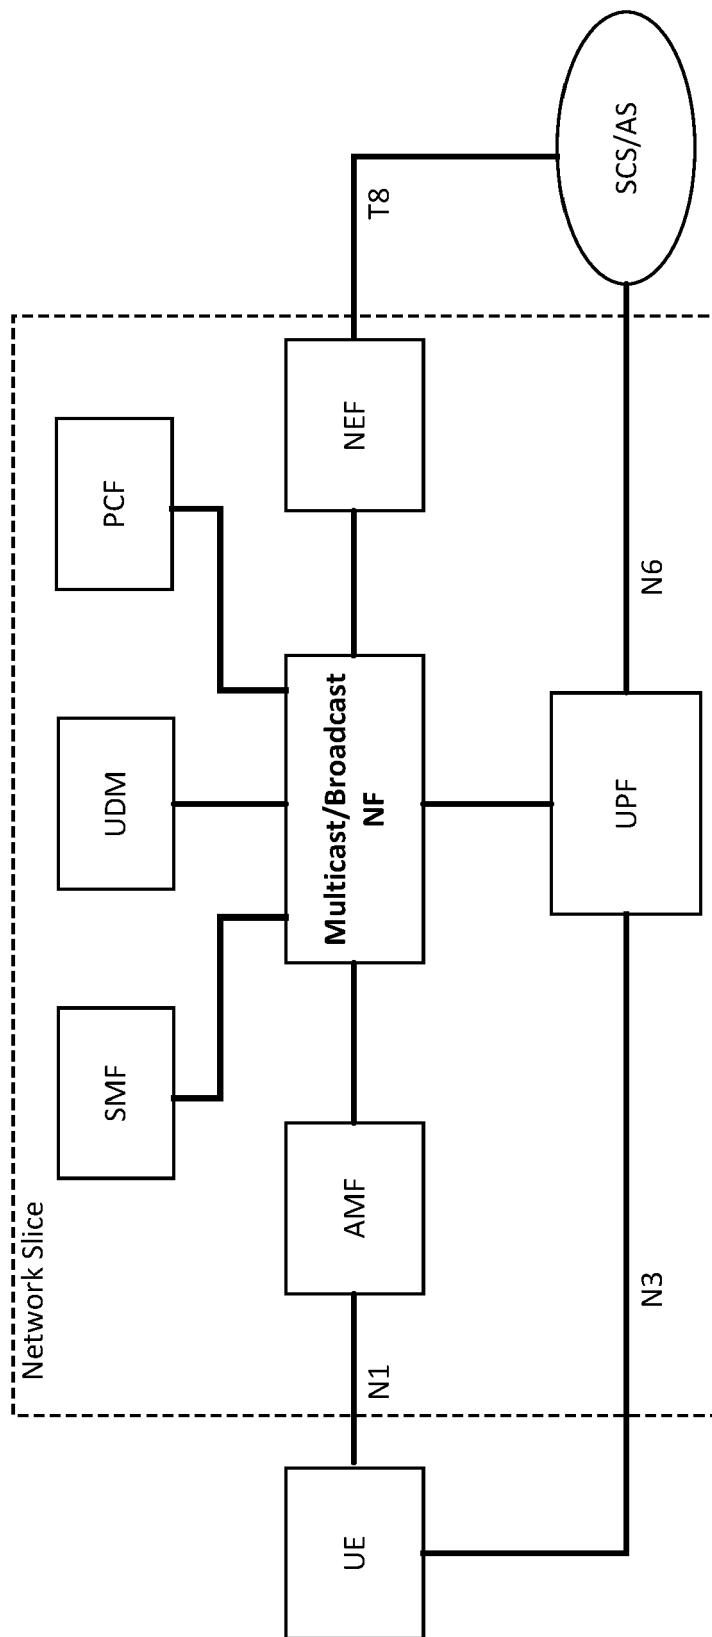 Network Slice
SMF
UDM
PCF
UE
N1
AMF
Multicast/Broadcast
NF
NEF
T8
N3
UPF
N6
SCS/AS